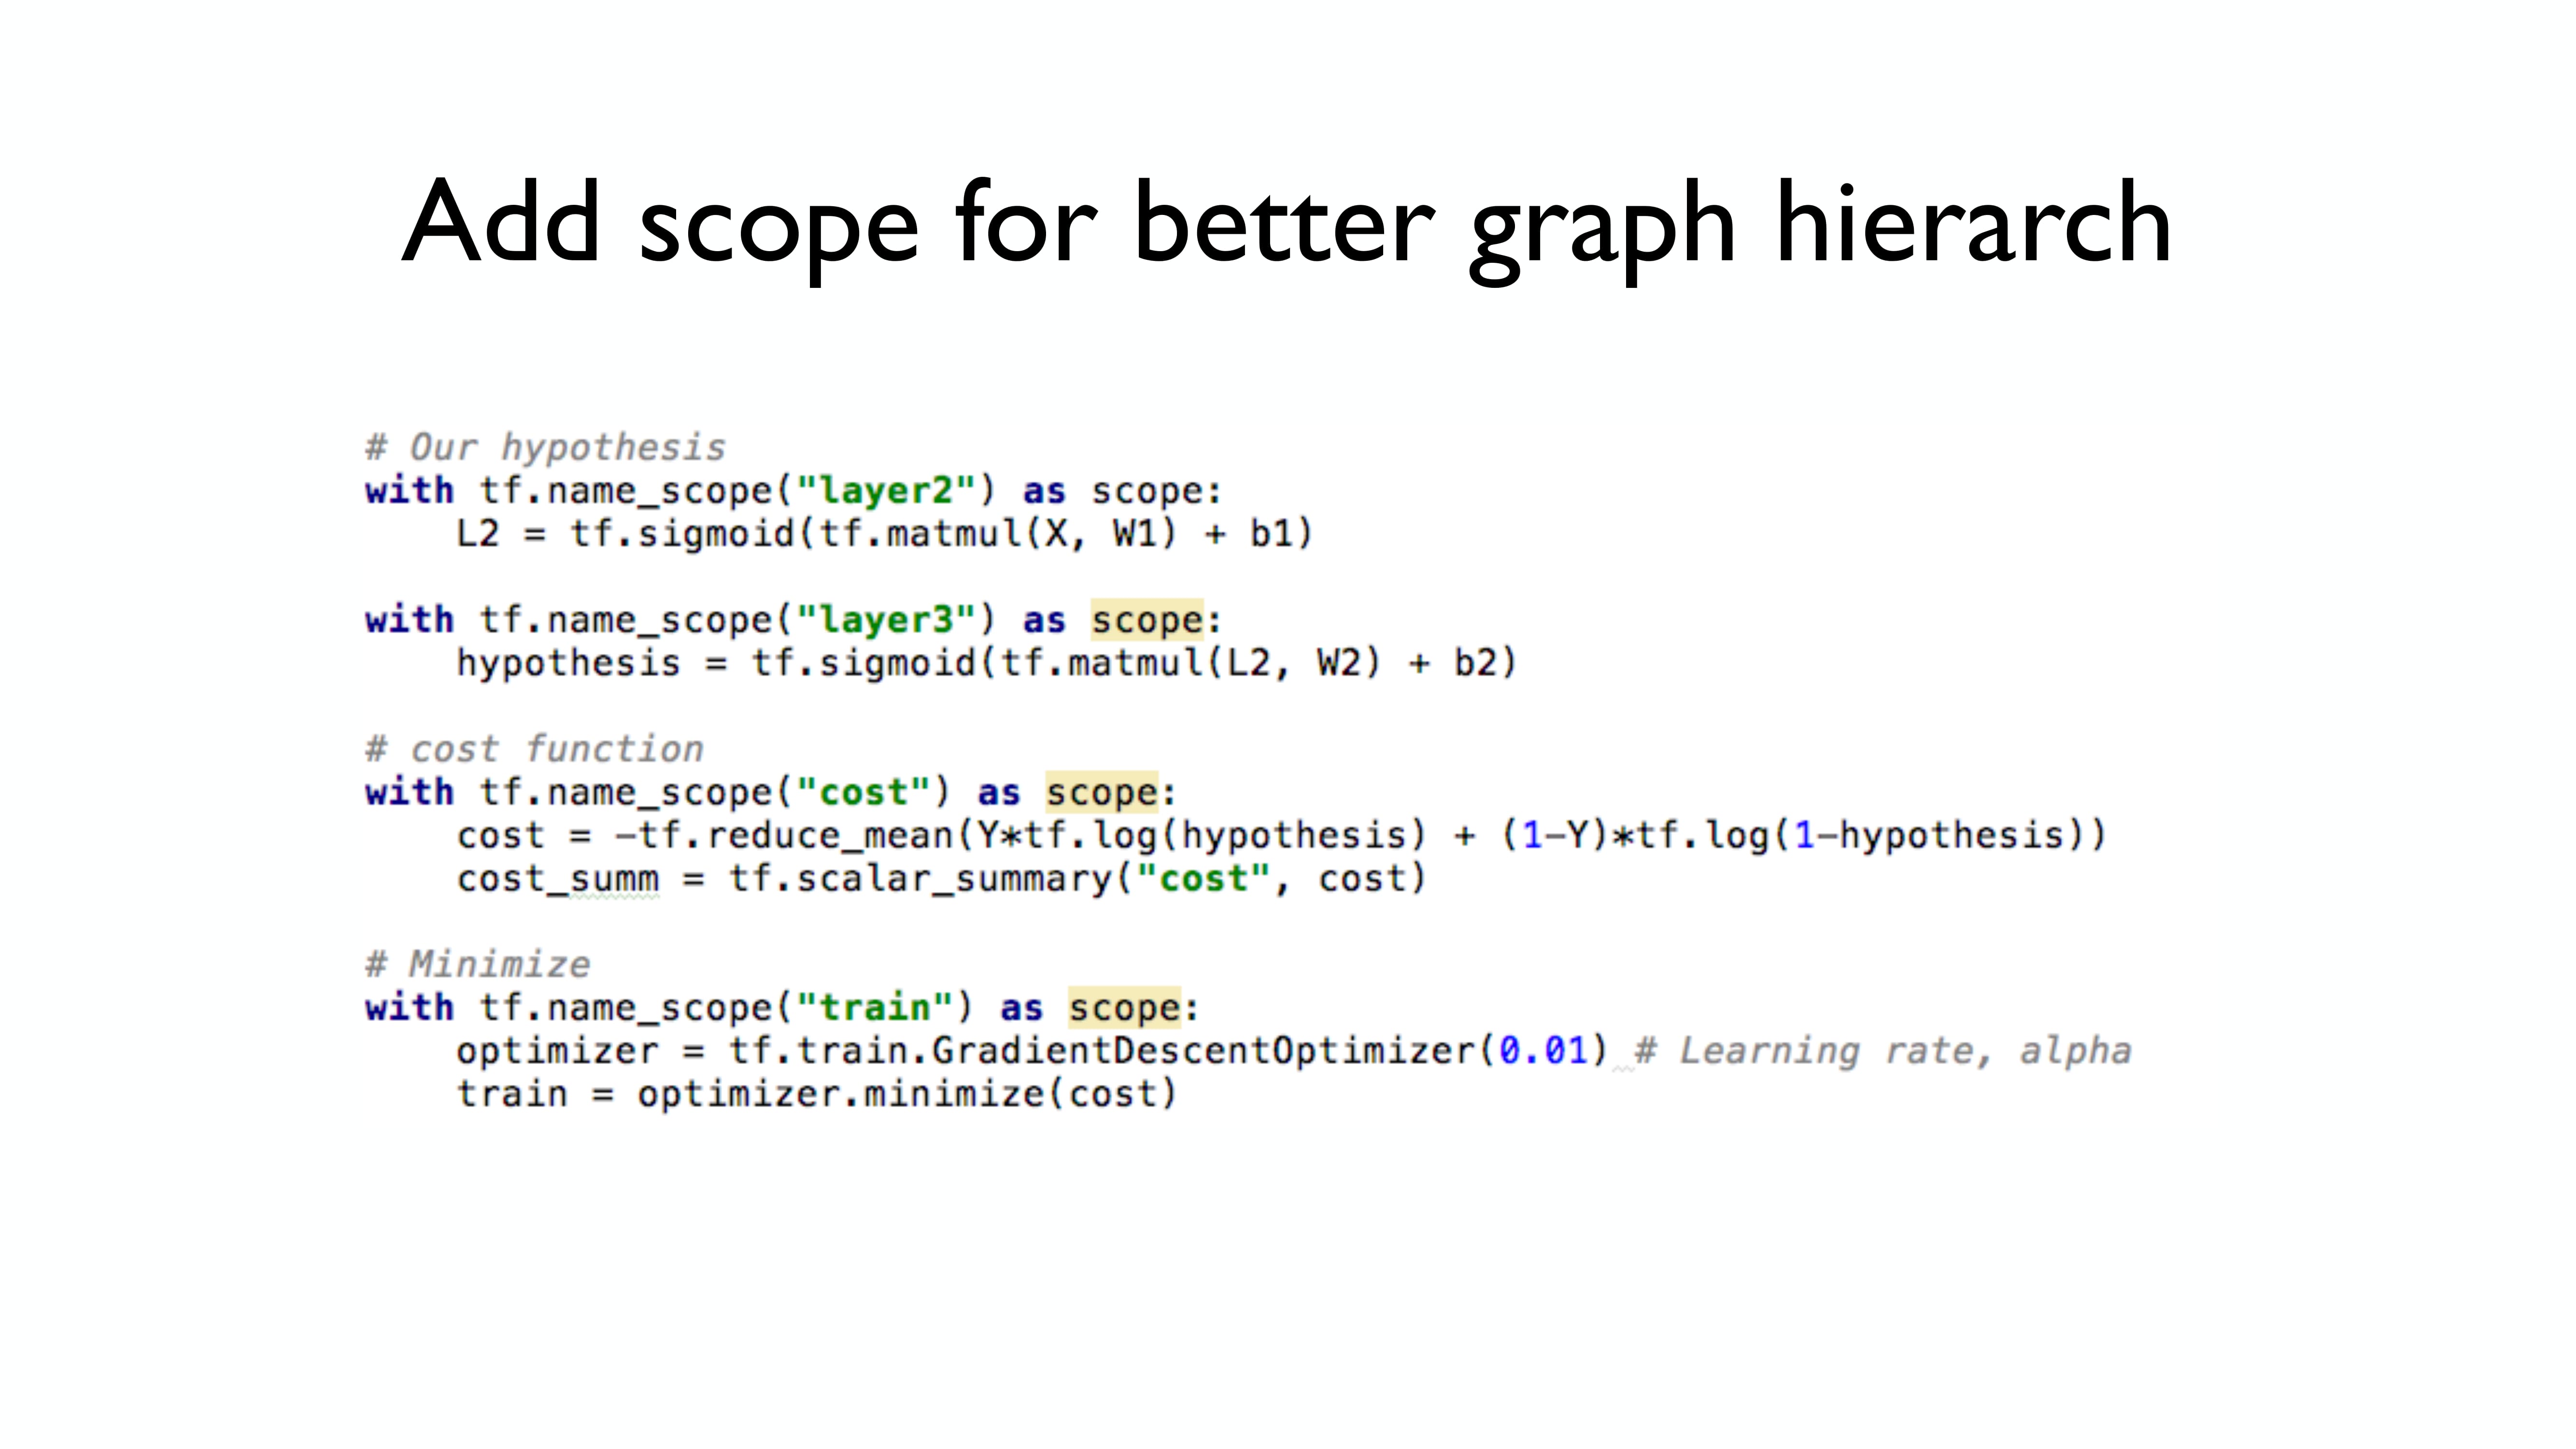 Add scope for better graph hierarch
# Our hypothesis
with tf.name_scope("layer2") as scope:
    L2 = tf.sigmoid(tf.matmul(X, W1) + b1)
with tf.name_scope("layer3") as scope:
    hypothesis = tf.sigmoid(tf.matmul(L2, W2) + b2)
# cost function
with tf.name_scope("cost") as scope:
    cost = -tf.reduce_mean(Y*tf.log(hypothesis) + (1-Y)*tf.log(1-hypothesis))
    cost_summ = tf.scalar_summary("cost", cost)
# Minimize
with tf.name_scope("train") as scope:
    optimizer = tf.train.GradientDescentOptimizer(0.01) # Learning rate, alpha
    train = optimizer.minimize(cost)